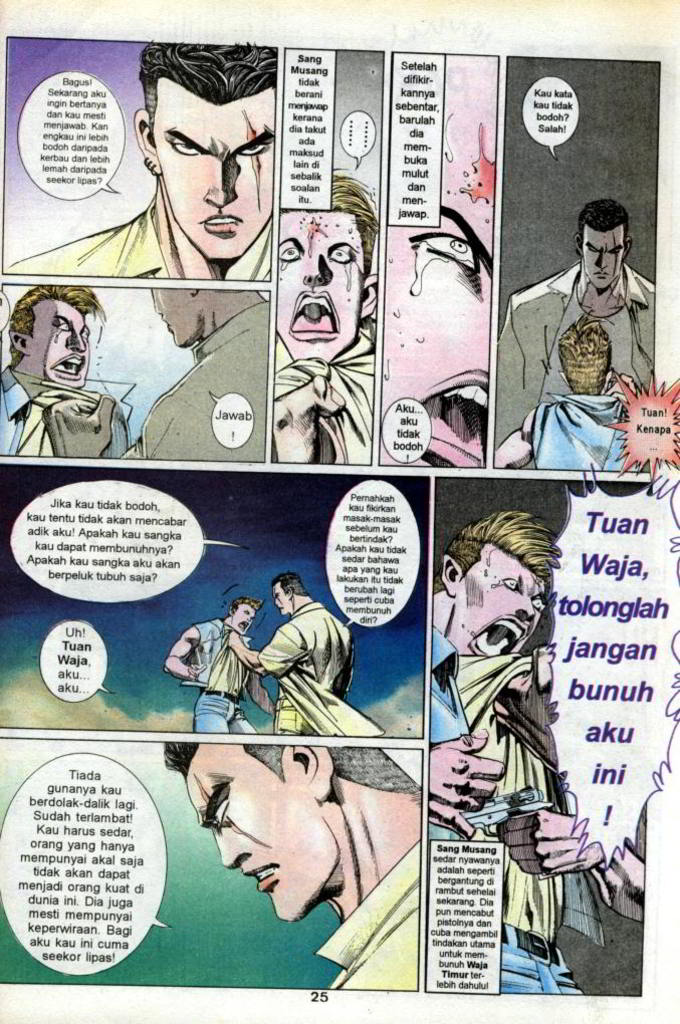 Bagus!
Sekarang aku
ingin bertanya
dan kau mesti
menjawab. Kan
engkau ini lebih
bodoh daripada
kerbau dan lebih
lemah daripada
seekor lipas?
Sang
Musang
tidak
berani
menjawap
kerana
dia takut
ada
maksud
lain di
sebalik
soalan
itu.
Setelah
difikir-
kannya
sebentar,
barulah
dia
mem-
buka
mulut
dan
men-
jawap.
Kau kata
kau tidak
bodoh?
Salah!
Jawab
!
Aku...
aku
tidak
bodoh
!
Tuan!
Kenapa
...
Jika kau tidak bodoh,
kau tentu tidak akan mencabar
adik aku! Apakah kau sangka
kau dapat membunuhnya?
Apakah kau sangka aku akan
berpeluk tubuh saja?
Pernahkah
kau fikirkan
masak-masak
sebelum kau
bertindak?
Apakah kau tidak
sedar bahawa
apa yang kau
lakukan itu tidak
berubah lagi
seperti cuba
membunuh
diri?
Uh!
Tuan
Waja,
aku...
aku...
Tuan
Waja,
tolonglah
jangan
bunuh
aku
ini
!
Tiada
gunanya kau
berdolak-dalik lagi.
Sudah terlambat!
Kau harus sedar,
orang yang hanya
mempunyai akal saja
tidak akan dapat
menjadi orang kuat di
dunia ini. Dia juga
mesti mempunyai
keperwiraan. Bagi
aku kau ini cuma
seekor lipas!
Sang Musang
sedar nyawanya
adalah seperti
bergantung di
rambut sehelai
sekarang. Dia
pun mencabut
pistolnya dan
cuba mengambil
tindakan utama
untuk mem-
bunuh Waja
Timur ter-
lebih dahulu!
25